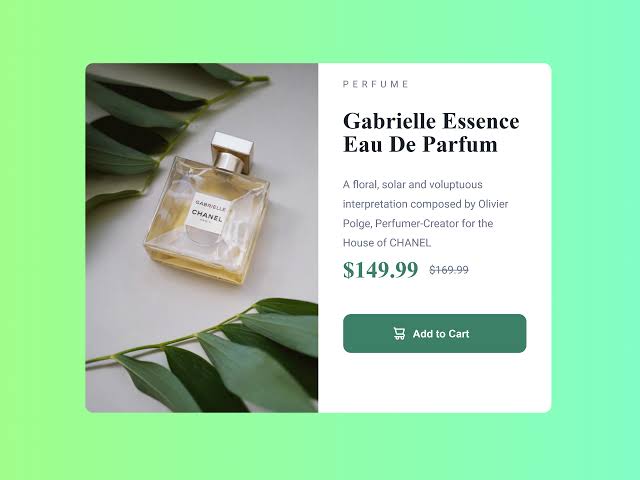 GABRIELLE
CHANEL
PARIS
PERFUME
Gabrielle Essence
Eau De Parfum
A floral, solar and voluptuous
interpretation composed by Olivier
Polge, Perfumer-Creator for the
House of CHANEL
$149.99 $169.99
Add to Cart